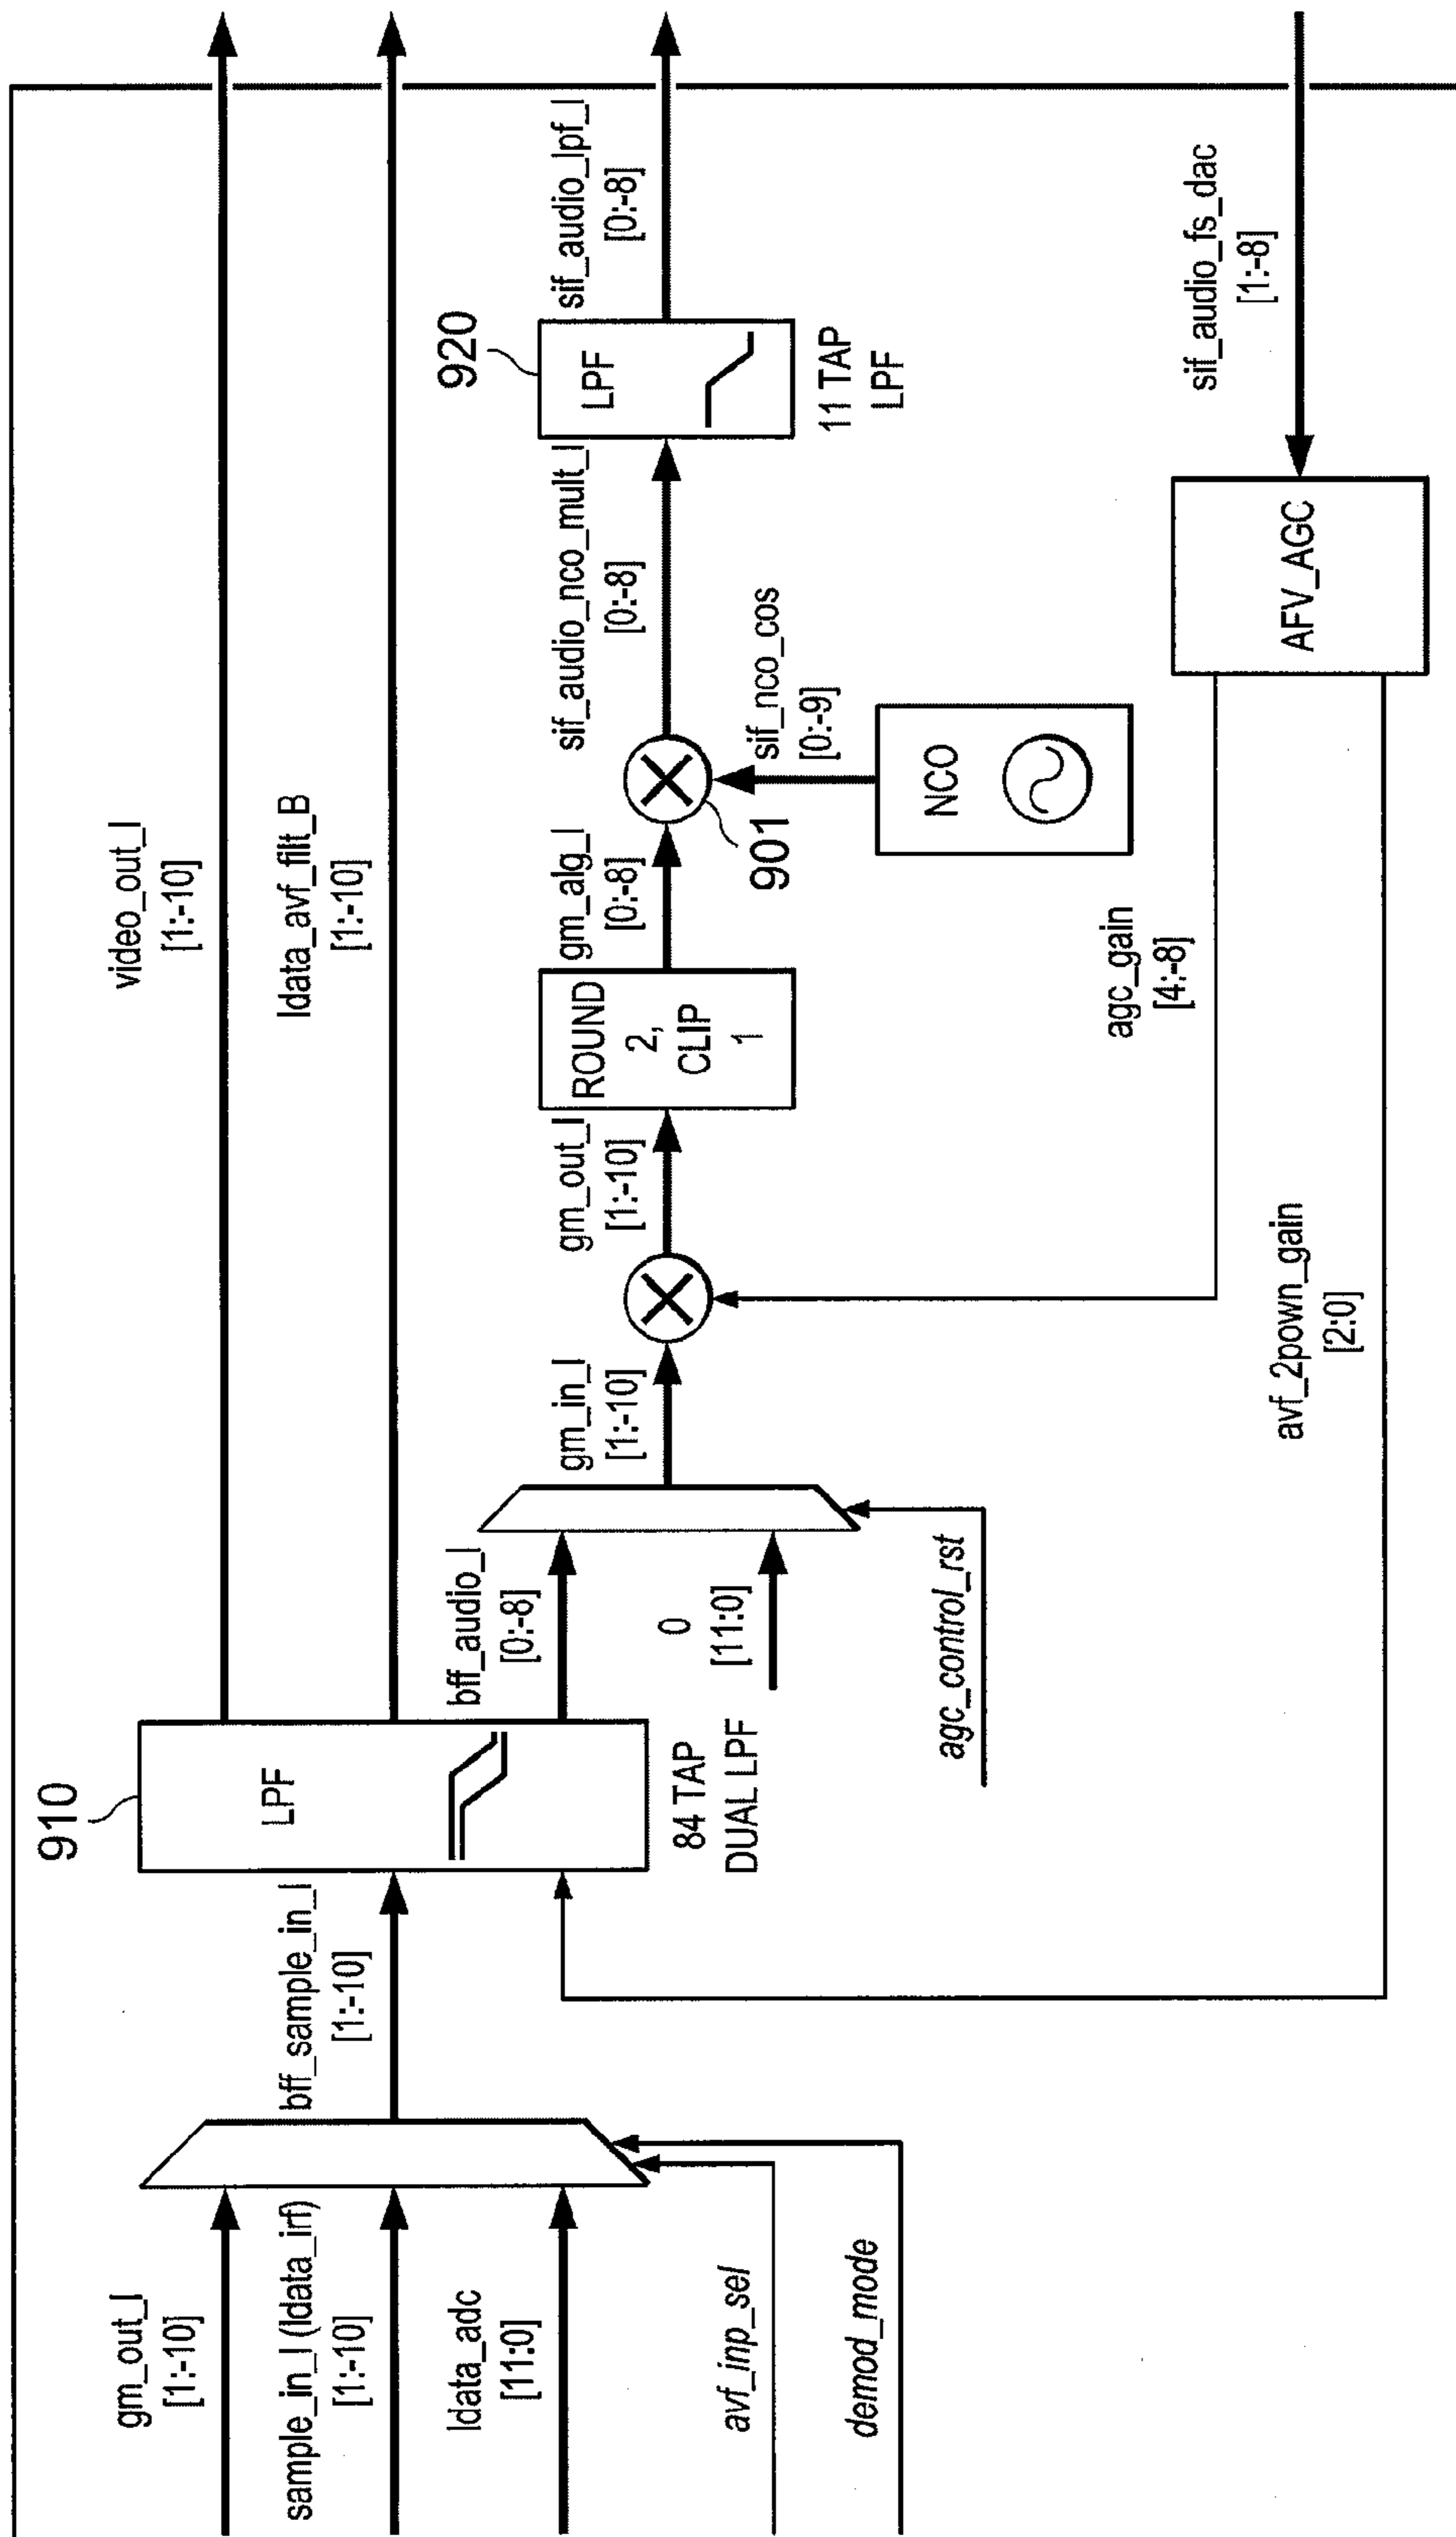 gm_out_I
[1:-10]
sample_in_I (Idata_irf)
[1:-10]
Idata_adc
[11:0]
avf_inp_sel
demod_mode
bff_sample_in_I
[1:-10]
910
LPF
84 TAP
DUAL LPF
video_out_I
[1:-10]
Idata_avf_filt_B
[1:-10]
bff_audio_I
[0:-8]
0
[11:0]
agc_control_rst
gm_in_I
[1:-10]
gm_out_I
[1:-10]
ROUND
2,
CLIP
1
gm_alg_I
[0:-8]
901
sif_nco_cos
[0:-9]
NCO
sif_audio_nco_mult_I
[0:-8]
920
LPF
11 TAP
LPF
sif_audio_lpf_I
[0:-8]
agc_gain
[4:-8]
avf_2pown_gain
[2:0]
AFV_AGC
sif_audio_fs_dac
[1:-8]